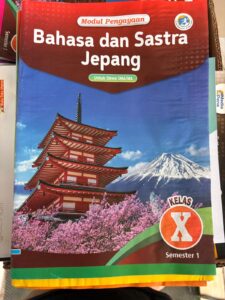 Modul Pengayaan
Bahasa dan Sastra
Jepang
Untuk Siswa SMA/MA
KELAS
X
Semester 1